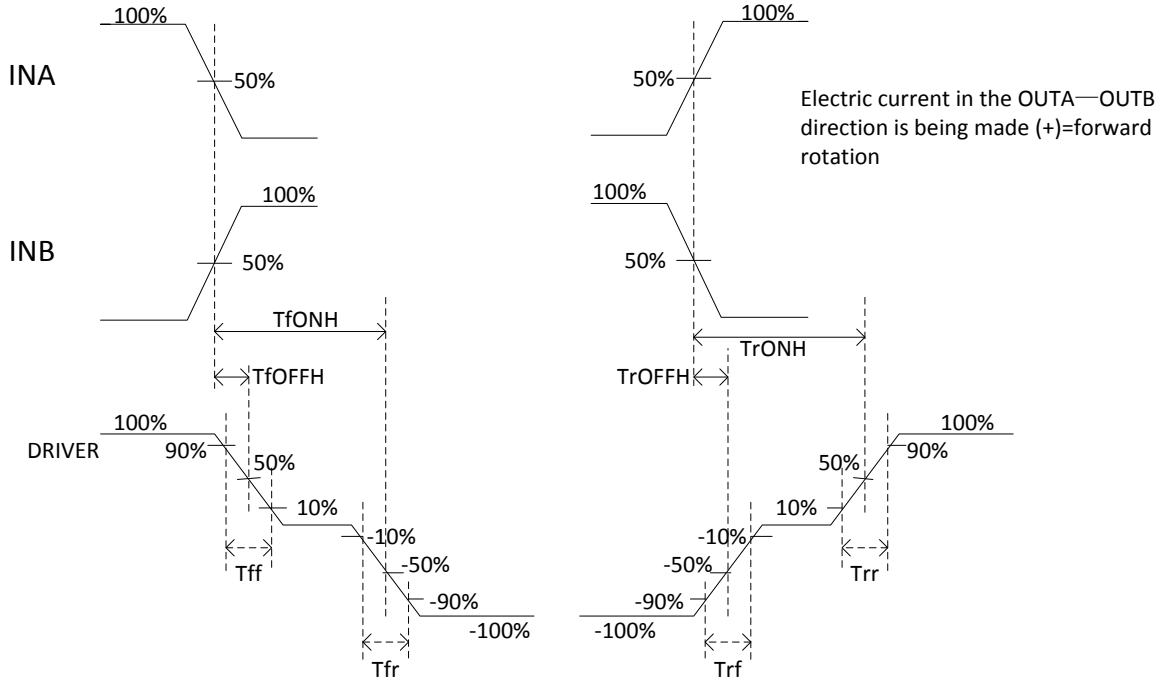 100%
100%
INA
50%
50%
Electric current in the OUTA—OUTB
direction is being made (+)=forward
rotation
100%
100%
INB
50%
50%
TfONH
TrONH
TfOFFH
TrOFFH
100%
100%
DRIVER
90%
90%
50%
50%
10%
10%
-10%
-10%
Tff
-50%
-50%
Trr
-90%
-90%
-100%
-100%
Tfr
Trf